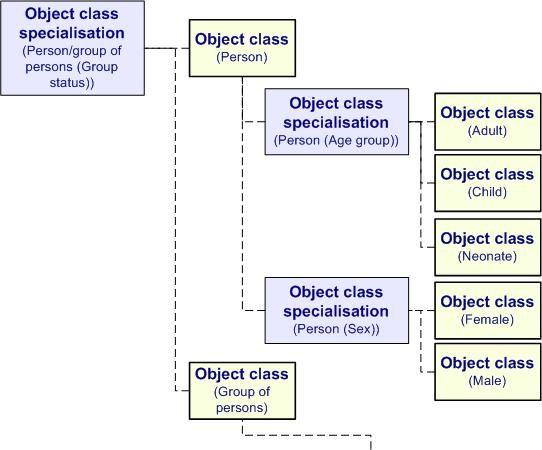 Object class
specialisation
(Person/group of
persons (Group
status))
Object class
(Person)
Object class
specialisation
(Person (Age group))
Object class
(Adult)
Object class
(Child)
Object class
(Neonate)
Object class
specialisation
(Person (Sex))
Object class
(Female)
Object class
(Male)
Object class
(Group of
persons)